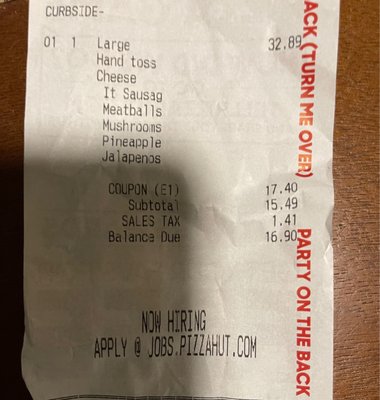 CURBSIDE-
01 1 Large 32.89
Hand toss
Cheese
It Sausag
Meatballs
Mushrooms
Pineapple
Jalapenos
COUPON (E1) 17.40
Subtotal 15.49
SALES TAX 1.41
Balance Due 16.90
NOW HIRING
APPLY @ JOBS.PIZZAHUT.COM
ACK (TURN ME OVER) PARTY ON THE BACK